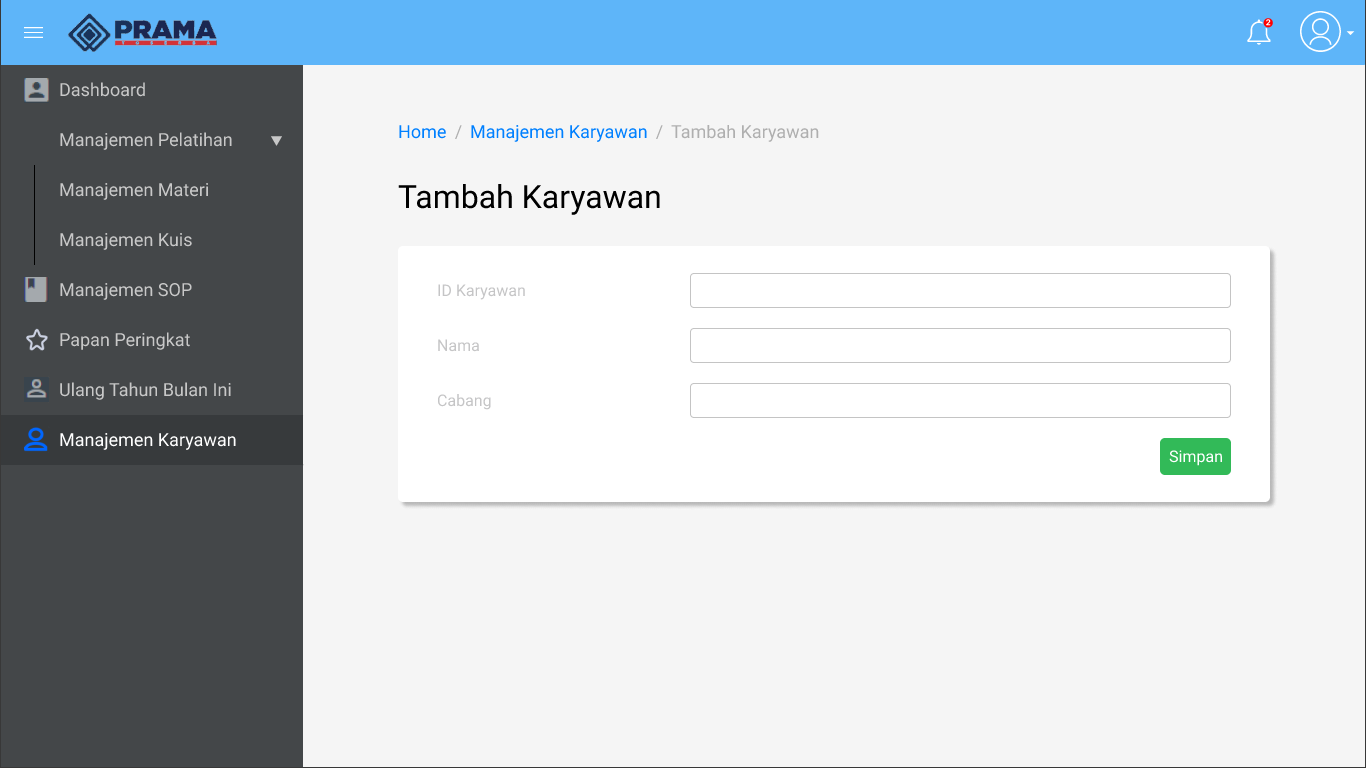 PRAMA
2
Dashboard
Manajemen Pelatihan
Manajemen Materi
Manajemen Kuis
Manajemen SOP
Papan Peringkat
Ulang Tahun Bulan Ini
Manajemen Karyawan
Home / Manajemen Karyawan / Tambah Karyawan
Tambah Karyawan
ID Karyawan
Nama
Cabang
Simpan